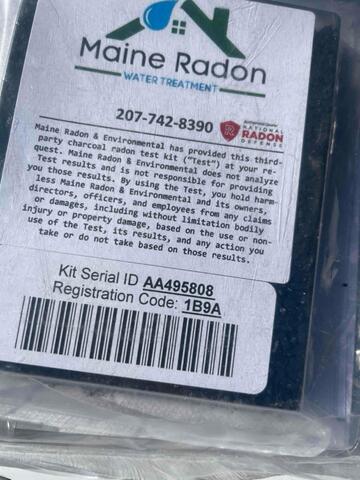 Maine Radon
WATER TREATMENT
207-742-8390
NATIONAL
RADON
DEFENSE
Maine Radon & Environmental has provided this third-
party charcoal radon test kit ("Test") at your re-
quest. Maine Radon & Environmental does not analyze
Test results and is not responsible for providing
you those results. By using the Test, you hold harm-
less Maine Radon & Environmental and its owners,
directors, officers, and employees from any claims
or damages, including without limitation bodily
injury or property damage, based on the use or non-
use of the Test, its results, and any action you
take or do not take based on those results.
Kit Serial ID AA495808
Registration Code: 1B9A